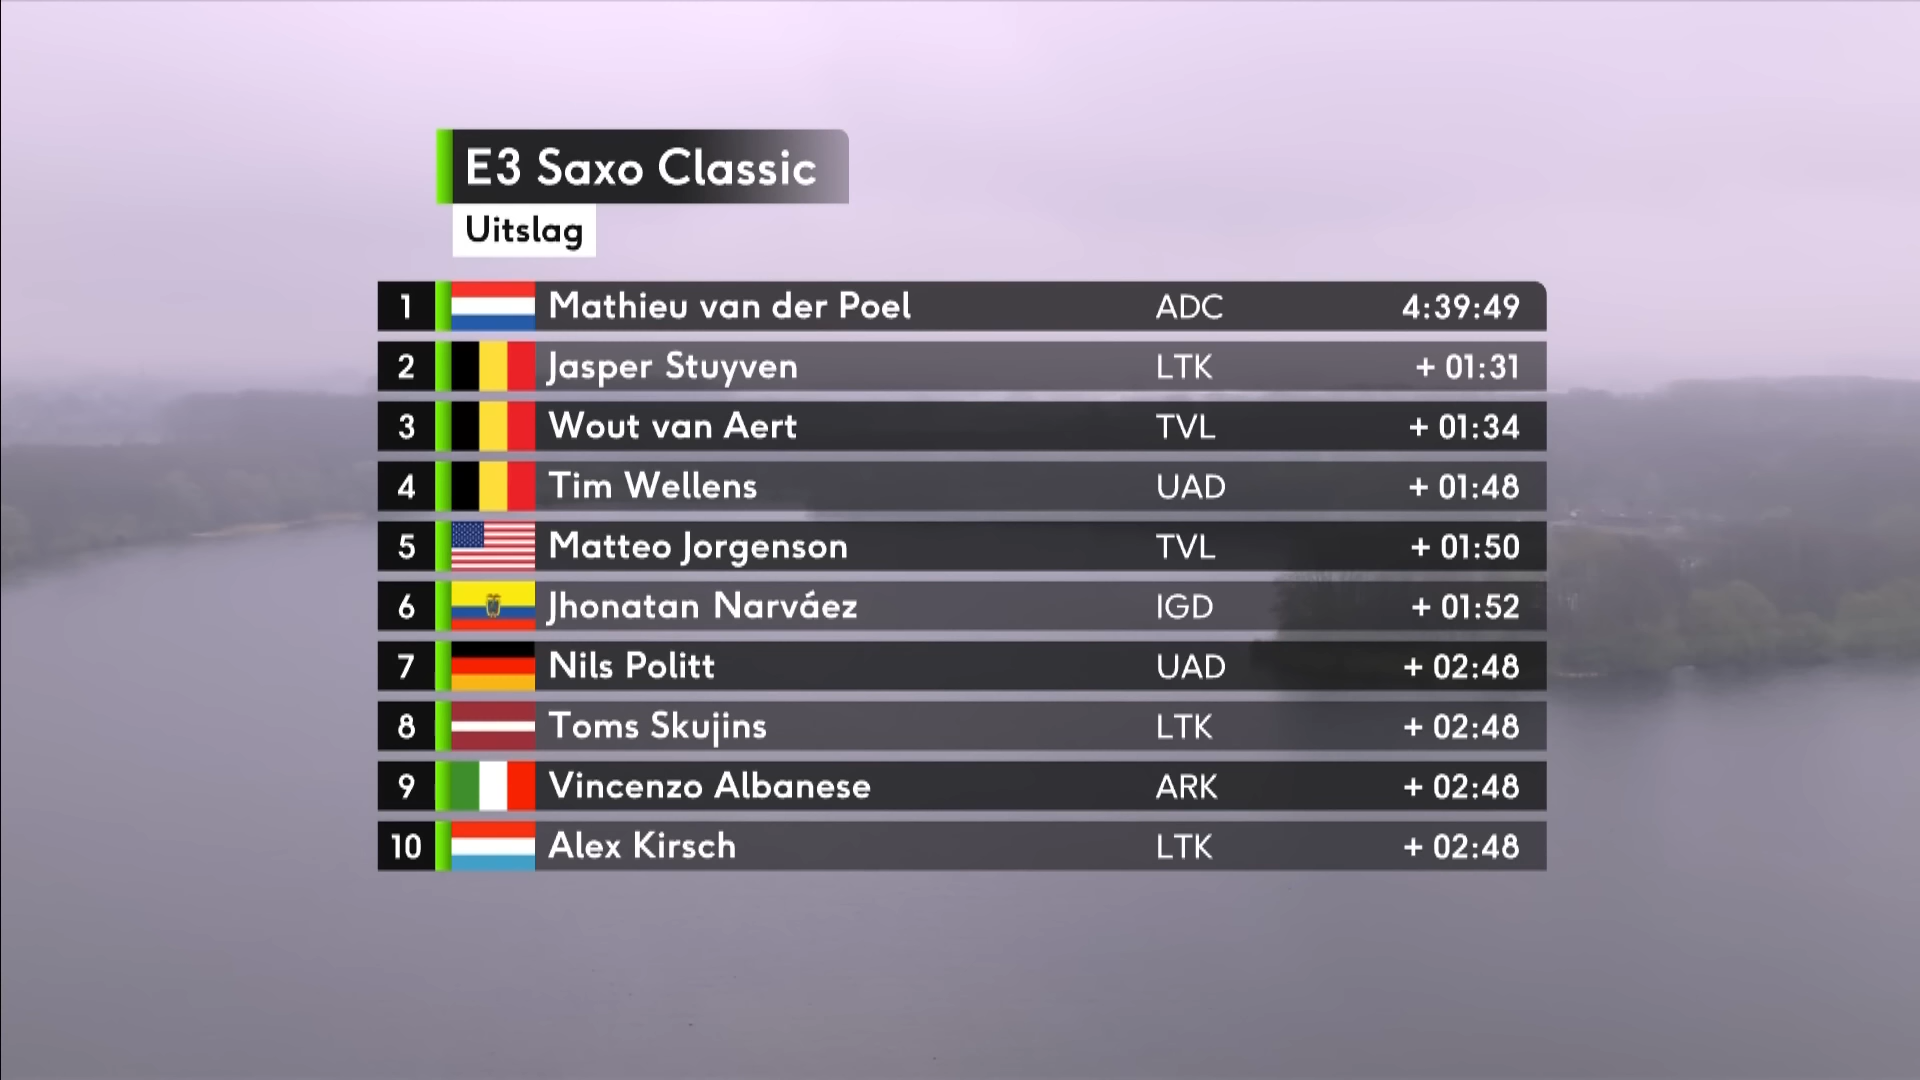 E3 Saxo Classic
Uitslag
1 Mathieu van der Poel ADC 4:39:49
2 Jasper Stuyven LTK + 01:31
3 Wout van Aert TVL + 01:34
4 Tim Wellens UAD + 01:48
5 Matteo Jorgenson TVL + 01:50
6 Jhonatan Narváez IGD + 01:52
7 Nils Politt UAD + 02:48
8 Toms Skujins LTK + 02:48
9 Vincenzo Albanese ARK + 02:48
10 Alex Kirsch LTK + 02:48